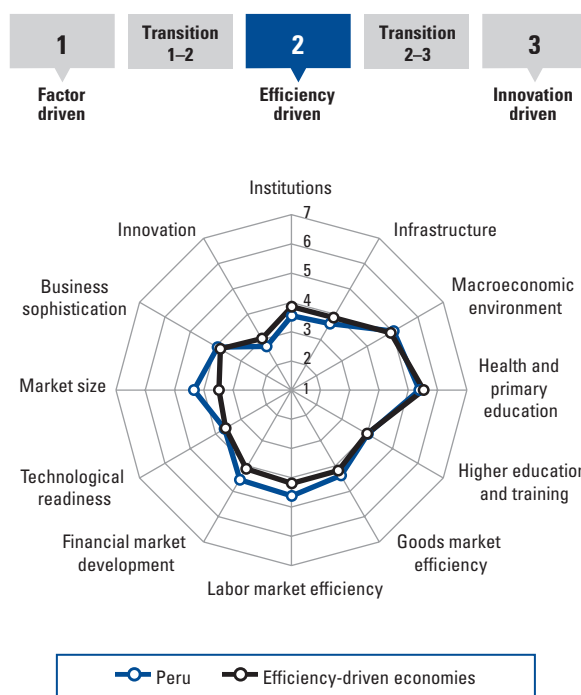 1
Transition
1–2
2
Transition
2–3
3
Factor
driven
Efficiency
driven
Innovation
driven
Institutions
7
6
5
4
3
2
1
Innovation
Infrastructure
Business
sophistication
Macroeconomic
environment
Market size
Health and
primary
education
Technological
readiness
Higher education
and training
Financial market
development
Goods market
efficiency
Labor market efficiency
Peru
Efficiency-driven economies